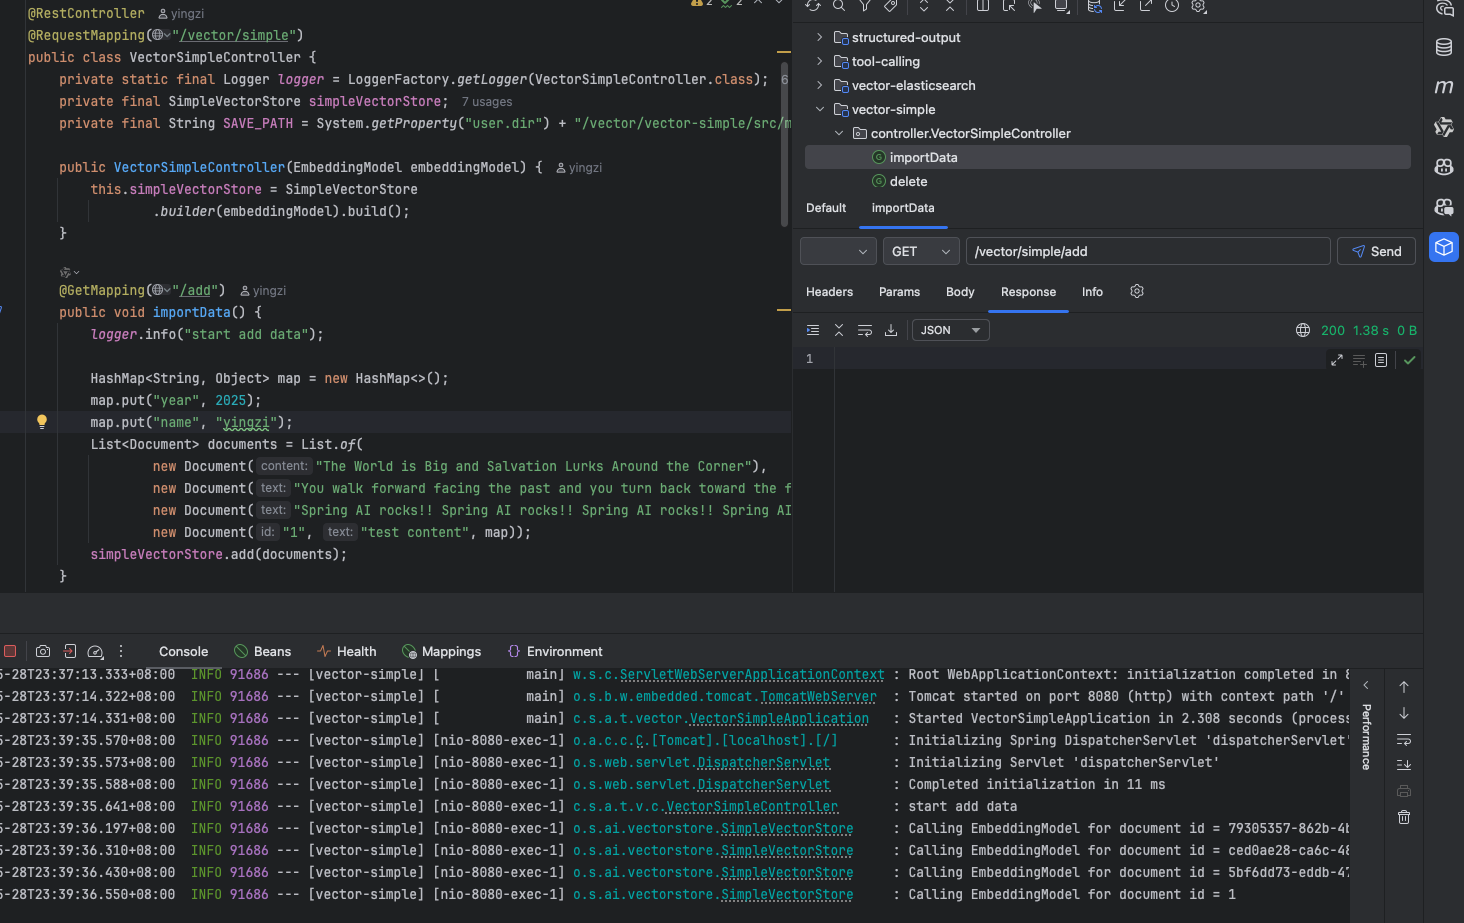 @RestController yingzi
@RequestMapping("/vector/simple")
public class VectorSimpleController {
private static final Logger logger = LoggerFactory.getLogger(VectorSimpleController.class); 6
private final SimpleVectorStore simpleVectorStore; 7 usages
private final String SAVE_PATH = System.getProperty("user.dir") + "/vector/vector-simple/src/m
public VectorSimpleController(EmbeddingModel embeddingModel) { yingzi
this.simpleVectorStore = SimpleVectorStore
.builder(embeddingModel).build();
}
@GetMapping("/add") yingzi
public void importData() {
logger.info("start add data");
HashMap<String, Object> map = new HashMap<>();
map.put("year", 2025);
map.put("name", "yingzi");
List<Document> documents = List.of(
new Document( content: "The World is Big and Salvation Lurks Around the Corner"),
new Document( text: "You walk forward facing the past and you turn back toward the f
new Document( text: "Spring AI rocks!! Spring AI rocks!! Spring AI rocks!! Spring AI
new Document( id: "1", text: "test content", map));
simpleVectorStore.add(documents);
}
2 2
structured-output
tool-calling
vector-elasticsearch
vector-simple
controller.VectorSimpleController
importData
delete
Default importData
GET /vector/simple/add Send
Headers Params Body Response Info
JSON 200 1.38 s 0 B
1
m
Console Beans Health Mappings Environment
5-28T23:37:13.333+08:00 INFO 91686 --- [vector-simple] [ main] w.s.c.ServletWebServerApplicationContext : Root WebApplicationContext: initialization completed in 8
5-28T23:37:14.322+08:00 INFO 91686 --- [vector-simple] [ main] o.s.b.w.embedded.tomcat.TomcatWebServer : Tomcat started on port 8080 (http) with context path '/'
5-28T23:37:14.331+08:00 INFO 91686 --- [vector-simple] [ main] c.s.a.t.vector.VectorSimpleApplication : Started VectorSimpleApplication in 2.308 seconds (process
5-28T23:39:35.570+08:00 INFO 91686 --- [vector-simple] [nio-8080-exec-1] o.a.c.c.C.[Tomcat].[localhost].[/] : Initializing Spring DispatcherServlet 'dispatcherServlet'
5-28T23:39:35.573+08:00 INFO 91686 --- [vector-simple] [nio-8080-exec-1] o.s.web.servlet.DispatcherServlet : Initializing Servlet 'dispatcherServlet'
5-28T23:39:35.588+08:00 INFO 91686 --- [vector-simple] [nio-8080-exec-1] o.s.web.servlet.DispatcherServlet : Completed initialization in 11 ms
5-28T23:39:35.641+08:00 INFO 91686 --- [vector-simple] [nio-8080-exec-1] c.s.a.t.v.c.VectorSimpleController : start add data
5-28T23:39:36.197+08:00 INFO 91686 --- [vector-simple] [nio-8080-exec-1] o.s.ai.vectorstore.SimpleVectorStore : Calling EmbeddingModel for document id = 79305357-862b-4b
5-28T23:39:36.310+08:00 INFO 91686 --- [vector-simple] [nio-8080-exec-1] o.s.ai.vectorstore.SimpleVectorStore : Calling EmbeddingModel for document id = ced0ae28-ca6c-48
5-28T23:39:36.430+08:00 INFO 91686 --- [vector-simple] [nio-8080-exec-1] o.s.ai.vectorstore.SimpleVectorStore : Calling EmbeddingModel for document id = 5bf6dd73-eddb-47
5-28T23:39:36.550+08:00 INFO 91686 --- [vector-simple] [nio-8080-exec-1] o.s.ai.vectorstore.SimpleVectorStore : Calling EmbeddingModel for document id = 1
Performance